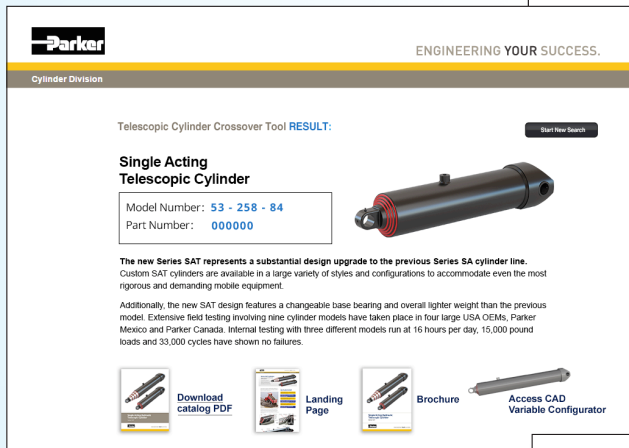 Parker
ENGINEERING YOUR SUCCESS.
Cylinder Division
Telescopic Cylinder Crossover Tool RESULT:
Start New Search
Single Acting
Telescopic Cylinder
Model Number: 53 - 258 - 84
Part Number: 000000
The new Series SAT represents a substantial design upgrade to the previous Series SA cylinder line.
Custom SAT cylinders are available in a large variety of styles and configurations to accommodate even the most
rigorous and demanding mobile equipment.
Additionally, the new SAT design features a changeable base bearing and overall lighter weight than the previous
model. Extensive field testing involving nine cylinder models have taken place in four large USA OEMs, Parker
Mexico and Parker Canada. Internal testing with three different models run at 16 hours per day, 15,000 pound
loads and 33,000 cycles have shown no failures.
Download
catalog PDF
Landing
Page
Brochure
Access CAD
Variable Configurator